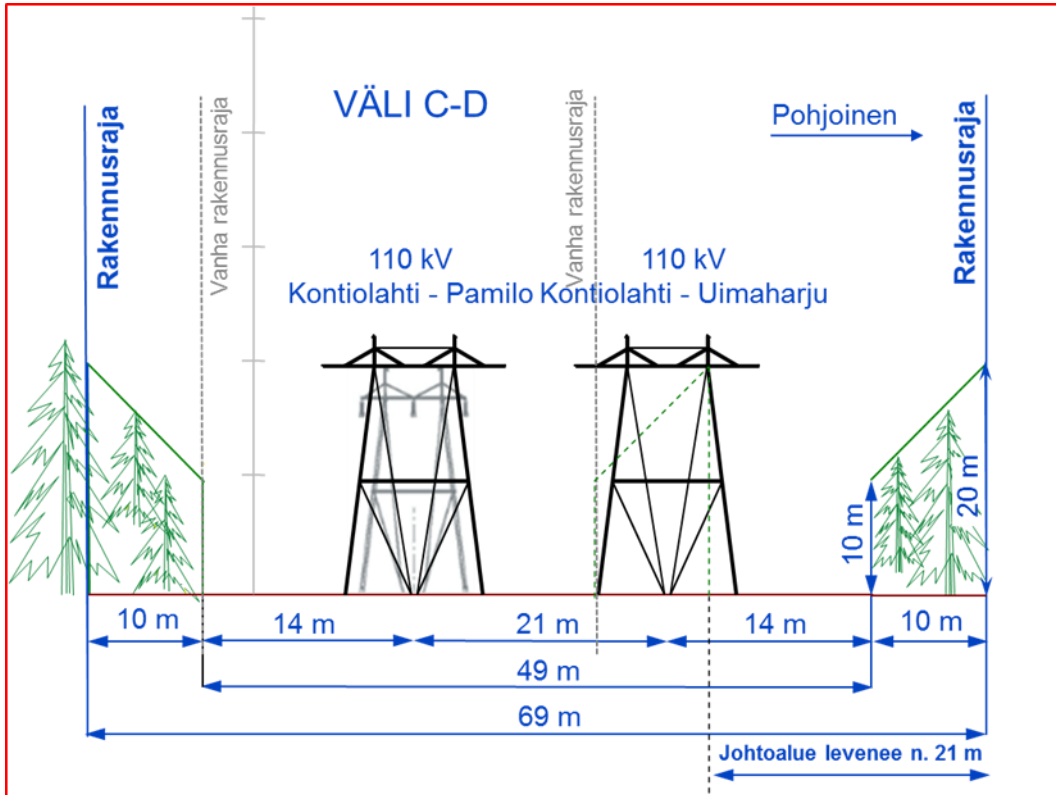 VÄLI C-D
Pohjoinen
Rakennusraja
Vanha rakennusraja
Vanha rakennusraja
Rakennusraja
110 kV
Kontiolahti - Pamilo
110 kV
Kontiolahti - Uimaharju
10 m
20 m
10 m
14 m
21 m
14 m
10 m
49 m
69 m
Johtoalue levenee n. 21 m